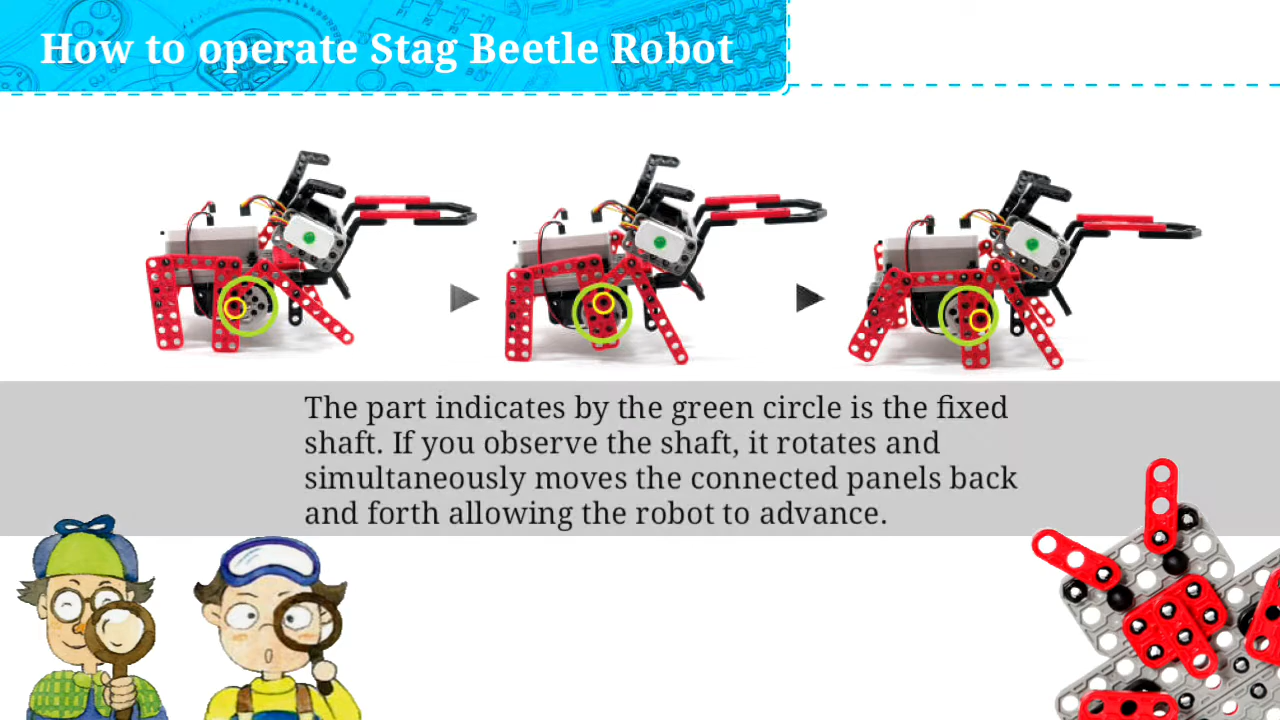 How to operate Stag Beetle Robot
The part indicates by the green circle is the fixed
shaft. If you observe the shaft, it rotates and
simultaneously moves the connected panels back
and forth allowing the robot to advance.